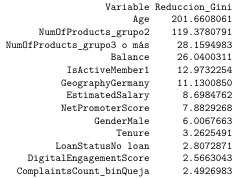 Variable Reduccion_Gini
Age 201.6608061
NumOfProducts_grupo2 119.3780791
NumOfProducts_grupo3 o más 28.1594983
Balance 26.0400311
IsActiveMember1 12.9732254
GeographyGermany 11.1300850
EstimatedSalary 8.6984762
NetPromoterScore 7.8829268
GenderMale 6.0067663
Tenure 3.2625491
LoanStatusNo loan 2.8072871
DigitalEngagementScore 2.5663043
ComplaintsCount_binQueja 2.4926983